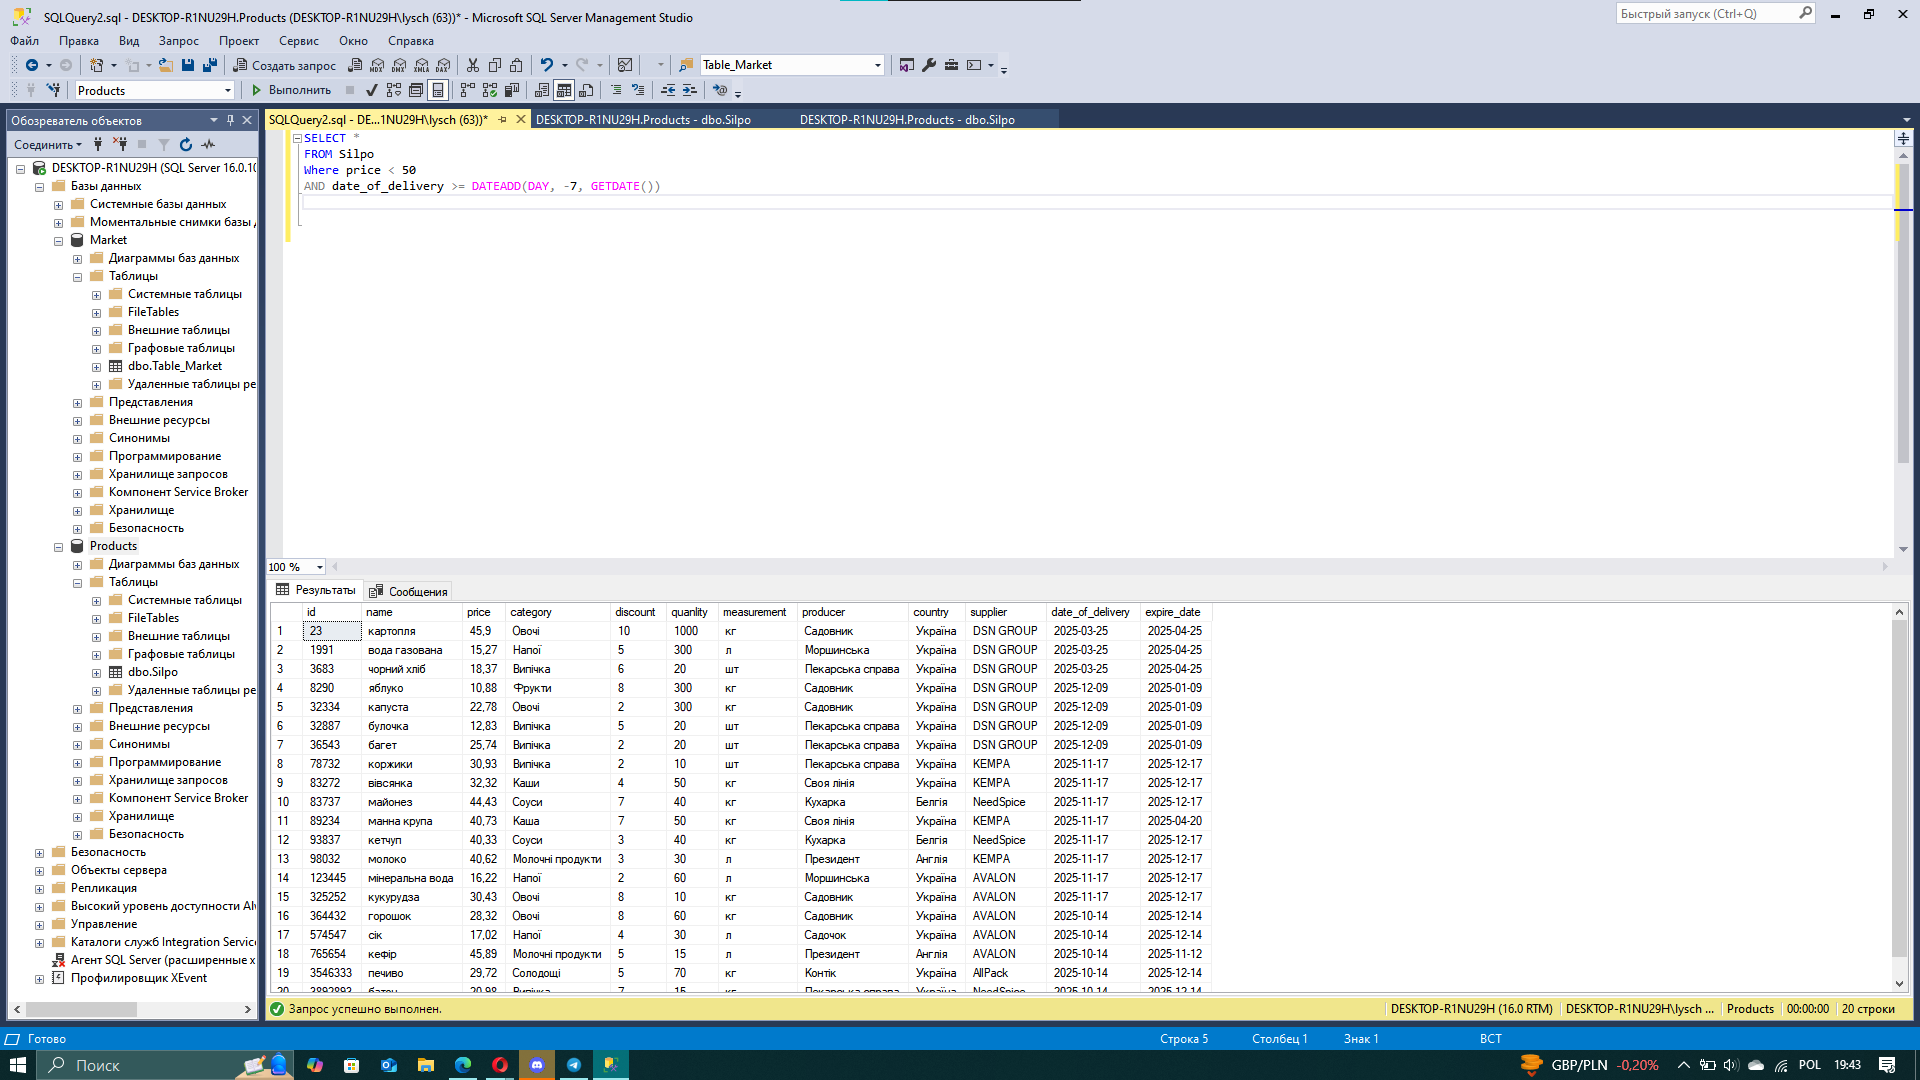 SQLQuery2.sql - DESKTOP-R1NU29H.Products (DESKTOP-R1NU29H\lysch (63))* - Microsoft SQL Server Management Studio
Быстрый запуск (Ctrl+Q)
Файл Правка Вид Запрос Проект Сервис Окно Справка
Создать запрос MDX DMX XMLA DAX Table_Market
Products Выполнить
Обозреватель объектов
Соединить
DESKTOP-R1NU29H (SQL Server 16.0.10
Базы данных
Системные базы данных
Моментальные снимки базы д
Market
Диаграммы баз данных
Таблицы
Системные таблицы
FileTables
Внешние таблицы
Графовые таблицы
dbo.Table_Market
Удаленные таблицы ре
Представления
Внешние ресурсы
Синонимы
Программирование
Хранилище запросов
Компонент Service Broker
Хранилище
Безопасность
Products
Диаграммы баз данных
Таблицы
Системные таблицы
FileTables
Внешние таблицы
Графовые таблицы
dbo.Silpo
Удаленные таблицы ре
Представления
Внешние ресурсы
Синонимы
Программирование
Хранилище запросов
Компонент Service Broker
Хранилище
Безопасность
Безопасность
Объекты сервера
Репликация
Высокий уровень доступности Al
Управление
Каталоги служб Integration Servic
Агент SQL Server (расширенные х
Профилировщик XEvent
SQLQuery2.sql - DE...1NU29H\lysch (63))* DESKTOP-R1NU29H.Products - dbo.Silpo DESKTOP-R1NU29H.Products - dbo.Silpo
SELECT *
FROM Silpo
Where price < 50
AND date_of_delivery >= DATEADD(DAY, -7, GETDATE())
100 %
Результаты Сообщения
id name price category discount quanlity measurement producer country supplier date_of_delivery expire_date
1 23 картопля 45,9 Овочі 10 1000 кг Садовник Україна DSN GROUP 2025-03-25 2025-04-25
2 1991 вода газована 15,27 Напої 5 300 л Моршинська Україна DSN GROUP 2025-03-25 2025-04-25
3 3683 чорний хліб 18,37 Випічка 6 20 шт Пекарська справа Україна DSN GROUP 2025-03-25 2025-04-25
4 8290 яблуко 10,88 Фрукти 8 300 кг Садовник Україна DSN GROUP 2025-12-09 2025-01-09
5 32334 капуста 22,78 Овочі 2 300 кг Садовник Україна DSN GROUP 2025-12-09 2025-01-09
6 32887 булочка 12,83 Випічка 5 20 шт Пекарська справа Україна DSN GROUP 2025-12-09 2025-01-09
7 36543 багет 25,74 Випічка 2 20 шт Пекарська справа Україна DSN GROUP 2025-12-09 2025-01-09
8 78732 коржики 30,93 Випічка 2 10 шт Пекарська справа Україна KEMPA 2025-11-17 2025-12-17
9 83272 вівсянка 32,32 Каши 4 50 кг Своя лінія Україна KEMPA 2025-11-17 2025-12-17
10 83737 майонез 44,43 Соуси 7 40 кг Кухарка Белгія NeedSpice 2025-11-17 2025-12-17
11 89234 манна крупа 40,73 Каша 7 50 кг Своя лінія Україна KEMPA 2025-11-17 2025-04-20
12 93837 кетчуп 40,33 Соуси 3 40 кг Кухарка Белгія NeedSpice 2025-11-17 2025-12-17
13 98032 молоко 40,62 Молочні продукти 3 30 л Президент Англія KEMPA 2025-11-17 2025-12-17
14 123445 мінеральна вода 16,22 Напої 2 60 л Моршинська Україна AVALON 2025-11-17 2025-12-17
15 325252 кукурудза 30,43 Овочі 8 10 кг Садовник Україна AVALON 2025-11-17 2025-12-17
16 364432 горошок 28,32 Овочі 8 60 кг Садовник Україна AVALON 2025-10-14 2025-12-14
17 574547 сік 17,02 Напої 4 30 л Садочок Україна AVALON 2025-10-14 2025-12-14
18 765654 кефір 45,89 Молочні продукти 5 15 л Президент Англія AVALON 2025-10-14 2025-11-12
19 3546333 печиво 29,72 Солодощі 5 70 кг Контік Україна AllPack 2025-10-14 2025-12-14
20 3892893 батон 20,98 Випічка 7 15 кг Пекарська справа Україна NeedSpice 2025-10-14 2025-12-14
Запрос успешно выполнен. DESKTOP-R1NU29H (16.0 RTM) DESKTOP-R1NU29H\lysch ... Products 00:00:00 20 строки
Готово Строка 5 Столбец 1 Знак 1 ВСТ
Поиск GBP/PLN -0,20% POL 19:43